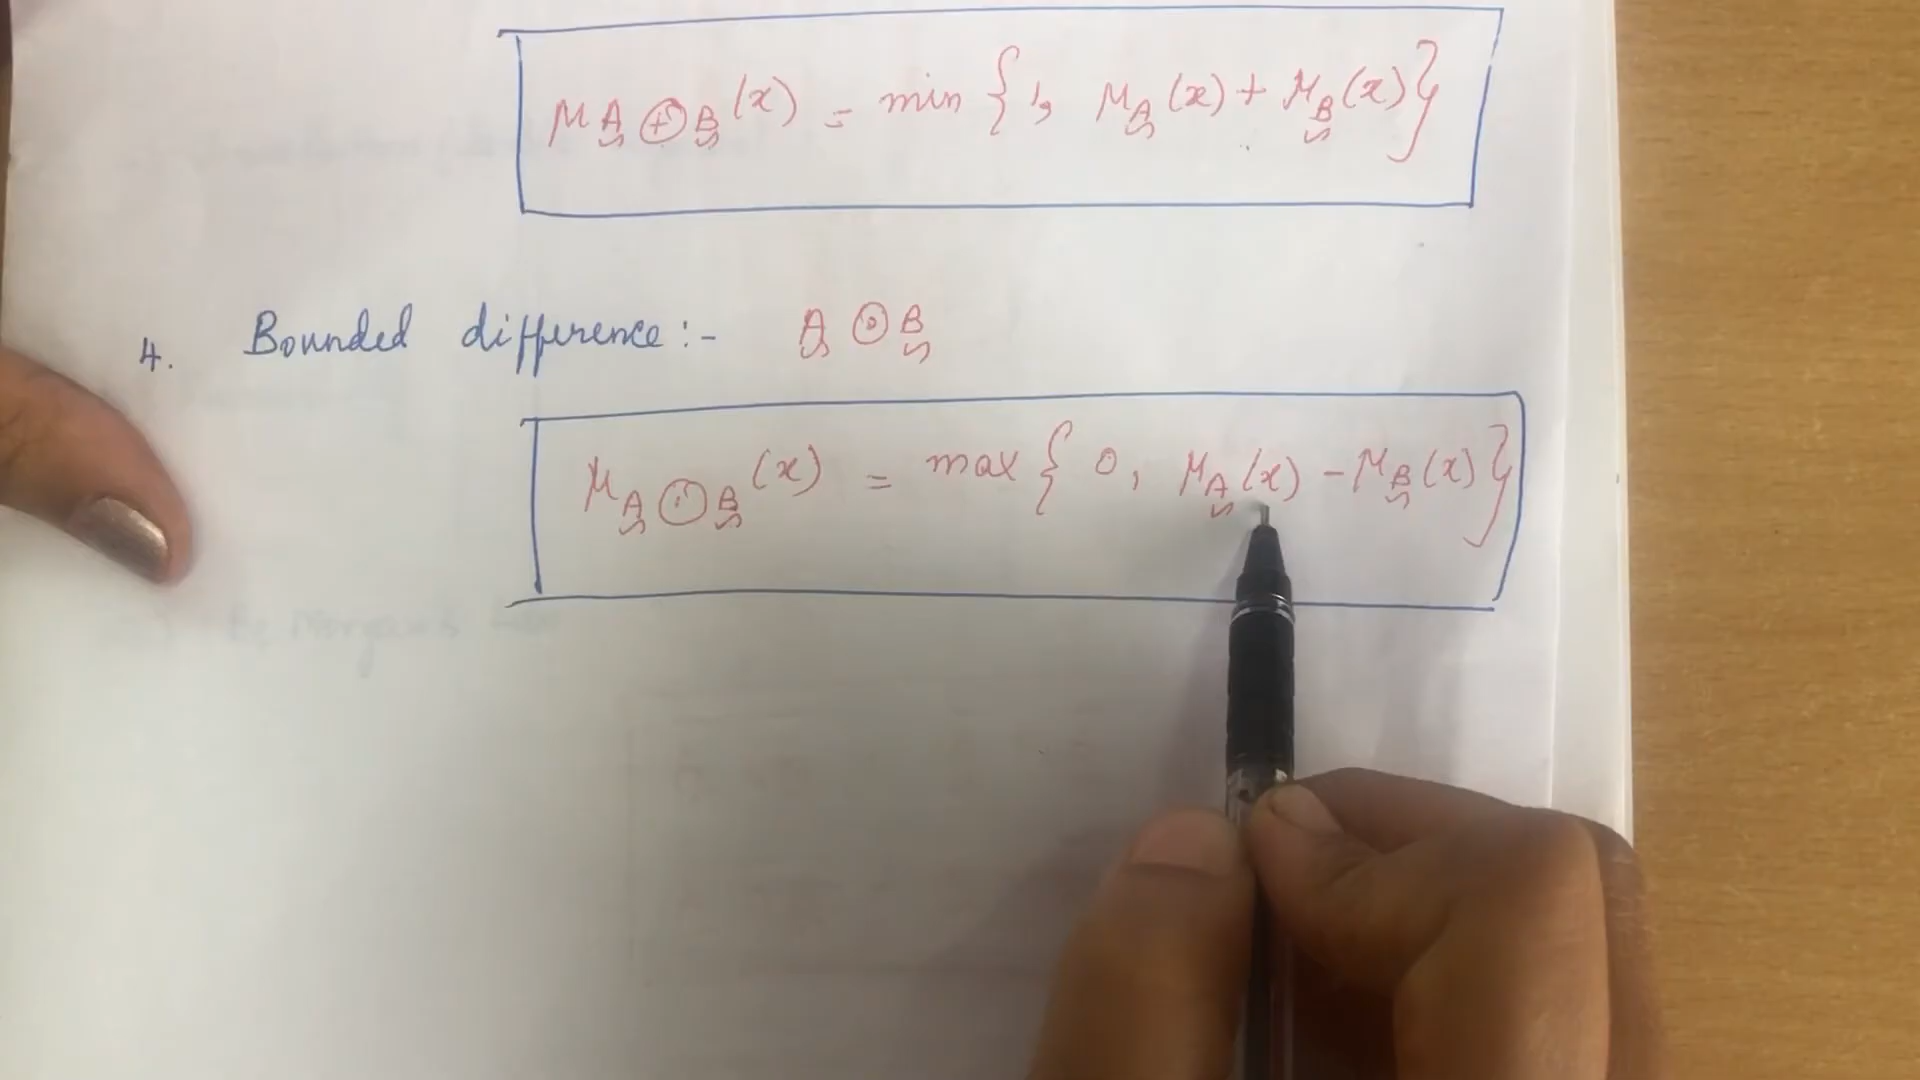 μA̰⊕B̰(x) = min {1, μA̰(x) + μB̰(x)}
4. Bounded difference:- A̰ ⊙ B̰
μA̰⊙B̰(x) = max { 0, μA̰(x) - μB̰(x)}